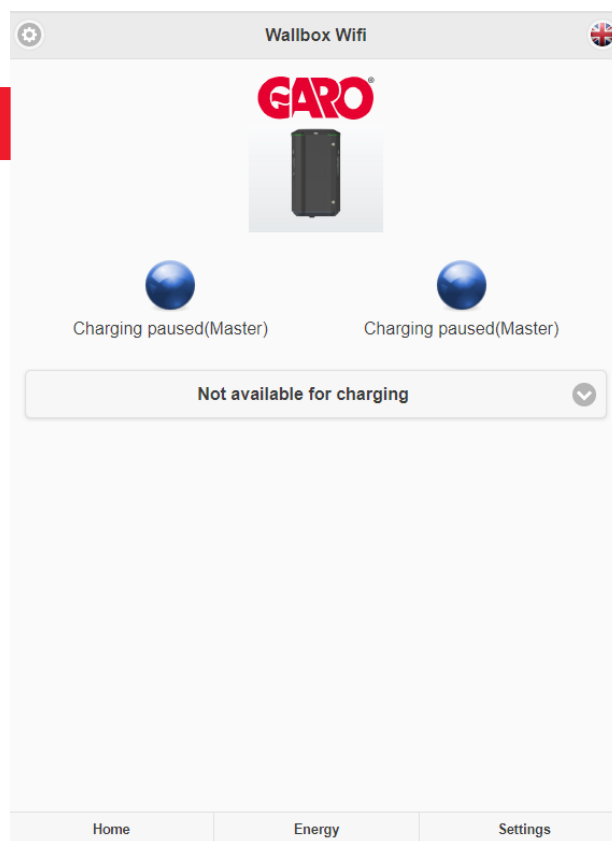 Wallbox Wifi
GARO®
Charging paused(Master)
Charging paused(Master)
Not available for charging
Home
Energy
Settings